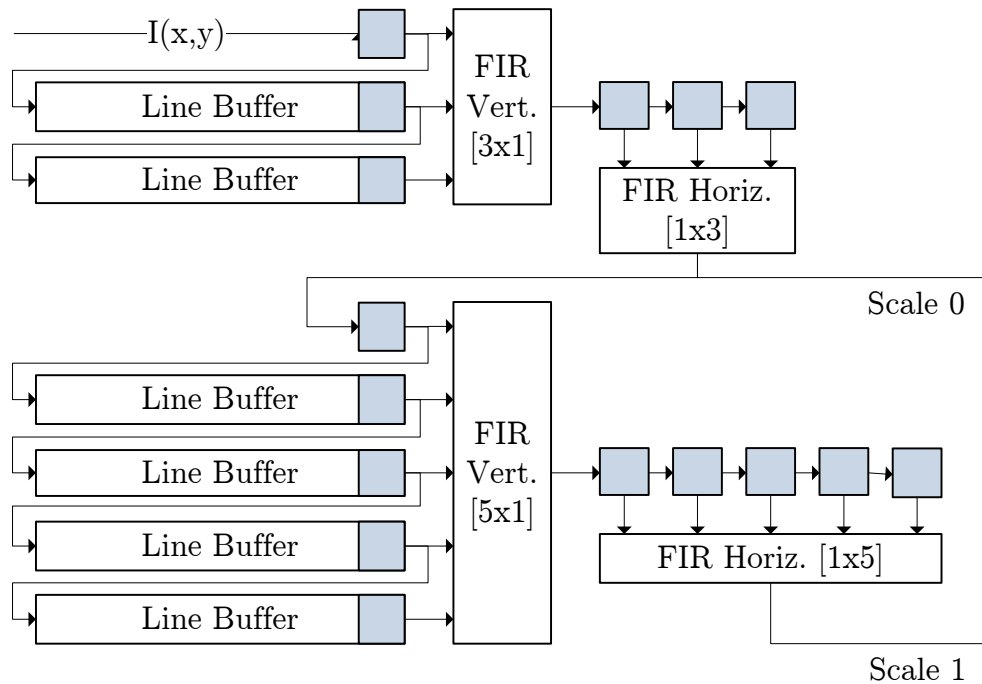 I(x,y)
Line Buffer
Line Buffer
FIR
Vert.
[3x1]
FIR Horiz.
[1x3]
Scale 0
Line Buffer
Line Buffer
Line Buffer
Line Buffer
FIR
Vert.
[5x1]
FIR Horiz. [1x5]
Scale 1